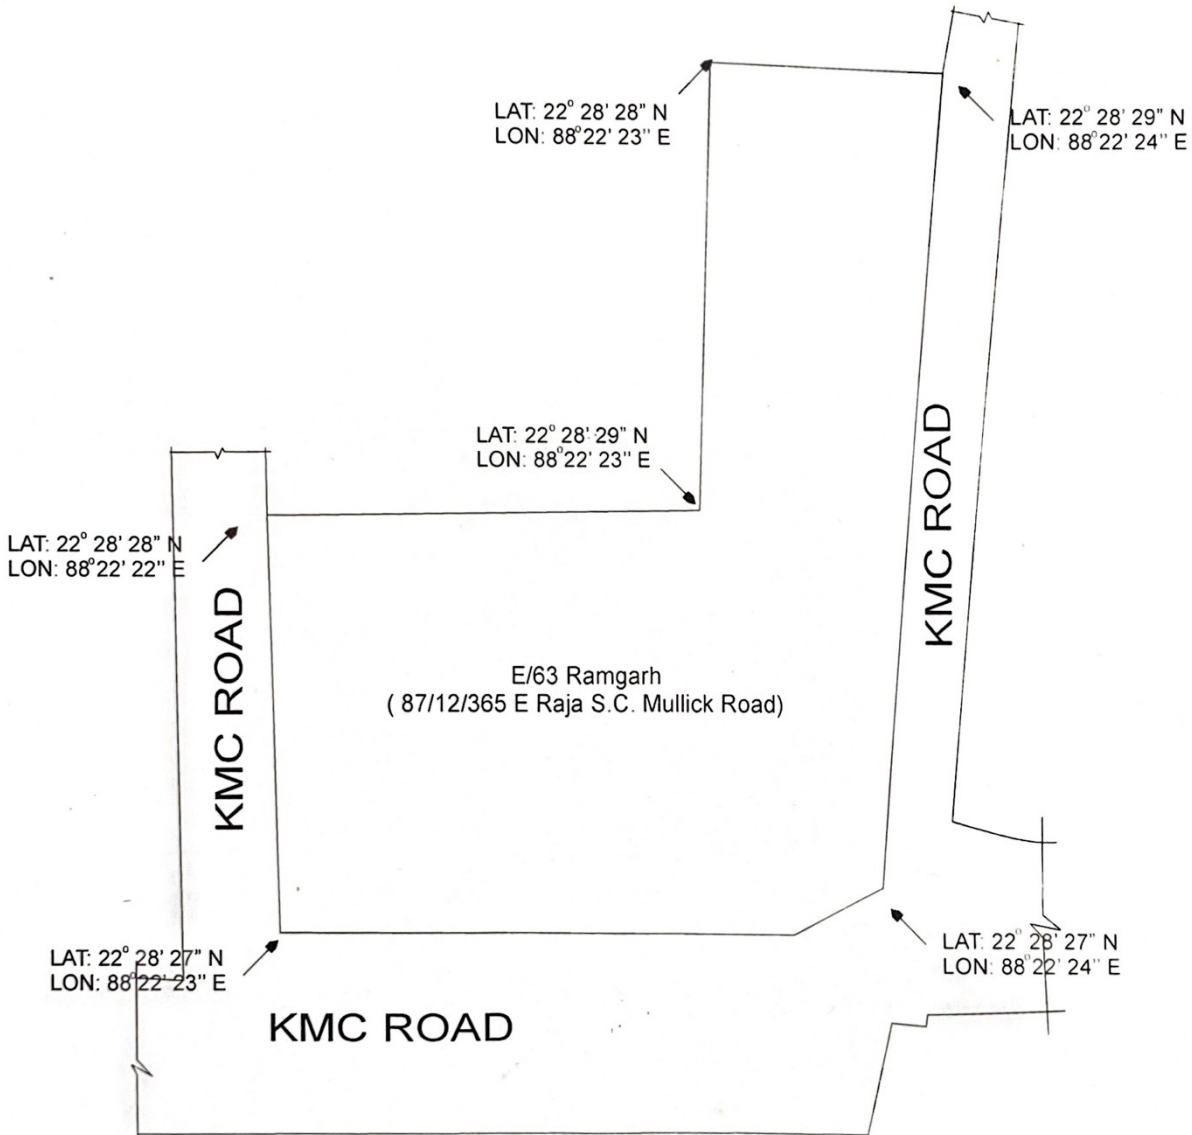 LAT: 22° 28' 28" N
LON: 88°22' 23" E
LAT: 22° 28' 29" N
LON: 88°22' 24" E
LAT: 22° 28' 29" N
LON: 88°22' 23" E
LAT: 22° 28' 28" N
LON: 88°22' 22" E
KMC ROAD
KMC ROAD
E/63 Ramgarh
( 87/12/365 E Raja S.C. Mullick Road)
LAT: 22° 28' 27" N
LON: 88°22' 23" E
LAT: 22° 28' 27" N
LON: 88°22' 24" E
KMC ROAD